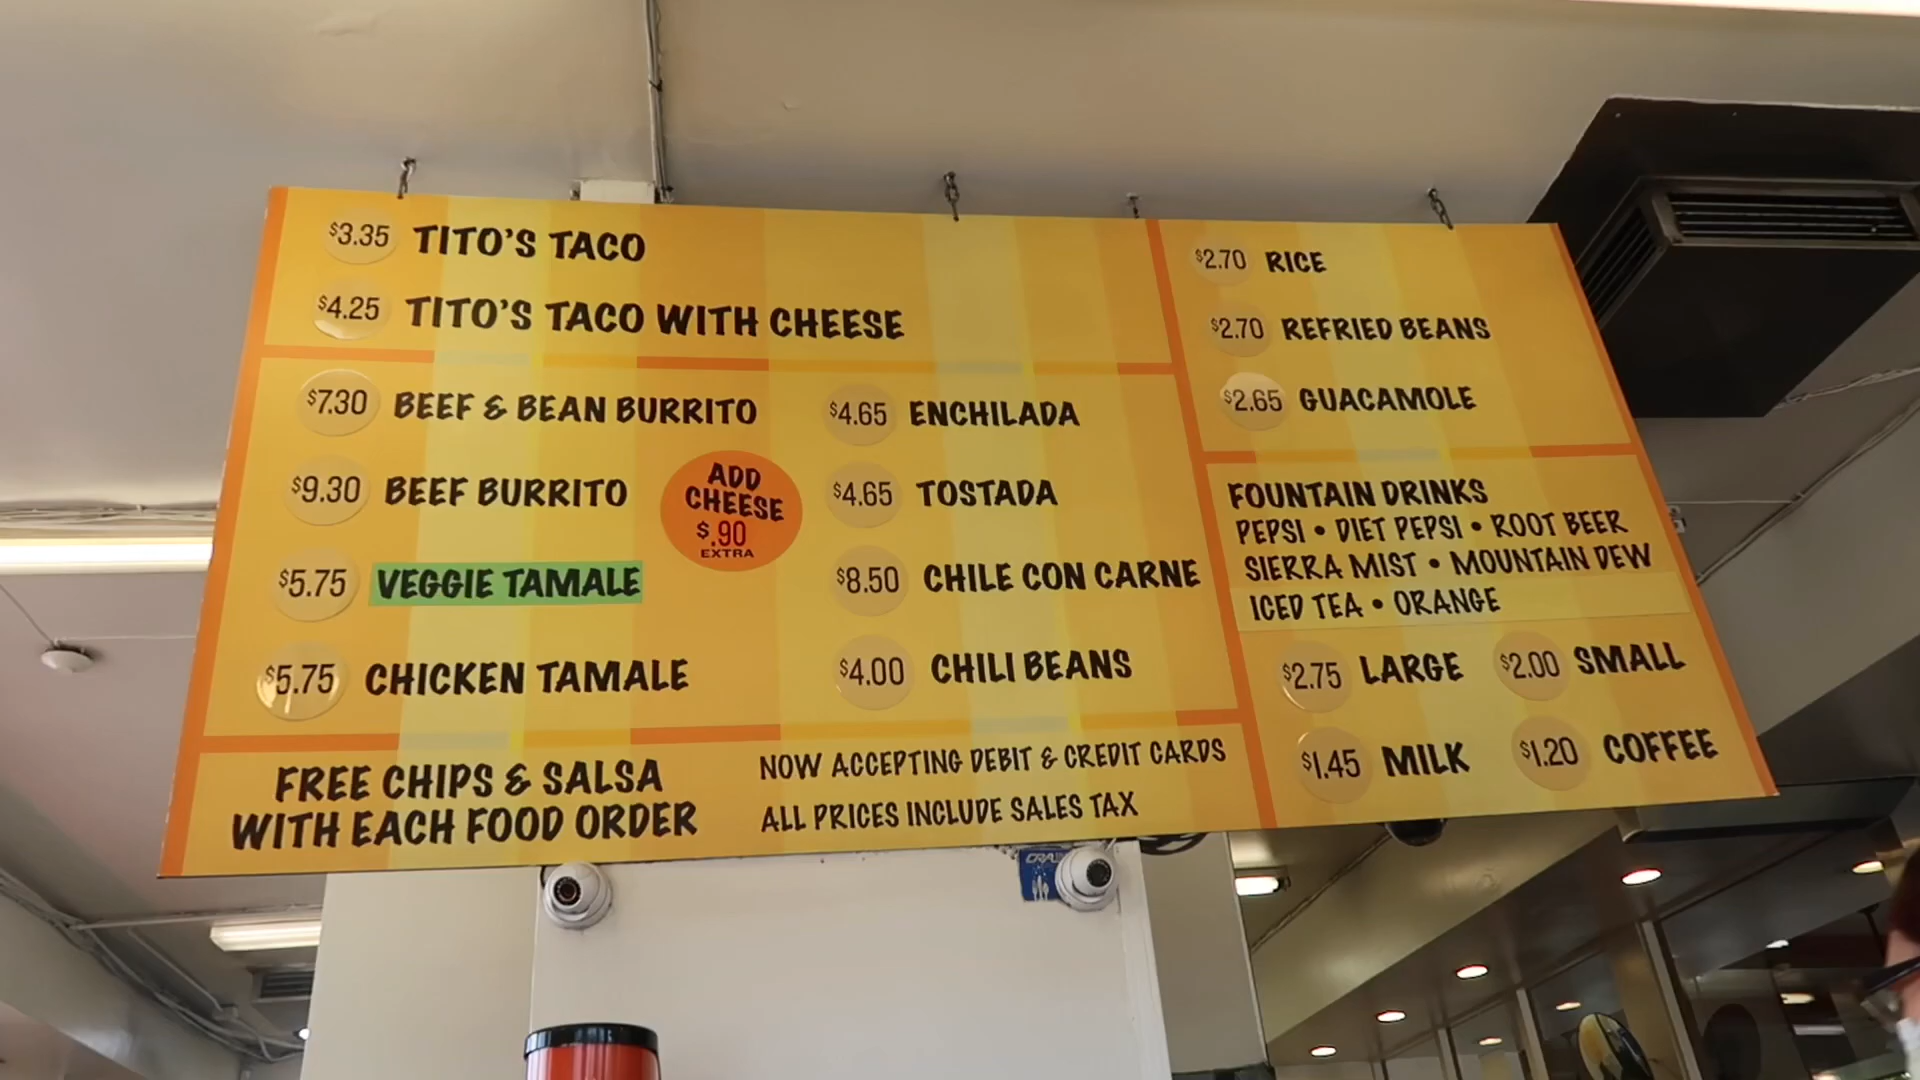 $3.35 TITO'S TACO
$4.25 TITO'S TACO WITH CHEESE
$7.30 BEEF & BEAN BURRITO
$9.30 BEEF BURRITO
$5.75 VEGGIE TAMALE
$5.75 CHICKEN TAMALE
ADD
CHEESE
$.90
EXTRA
$4.65 ENCHILADA
$4.65 TOSTADA
$8.50 CHILE CON CARNE
$4.00 CHILI BEANS
FREE CHIPS & SALSA
WITH EACH FOOD ORDER
NOW ACCEPTING DEBIT & CREDIT CARDS
ALL PRICES INCLUDE SALES TAX
$2.70 RICE
$2.70 REFRIED BEANS
$2.65 GUACAMOLE
FOUNTAIN DRINKS
PEPSI • DIET PEPSI • ROOT BEER
SIERRA MIST • MOUNTAIN DEW
ICED TEA • ORANGE
$2.75 LARGE $2.00 SMALL
$1.45 MILK $1.20 COFFEE
CRA